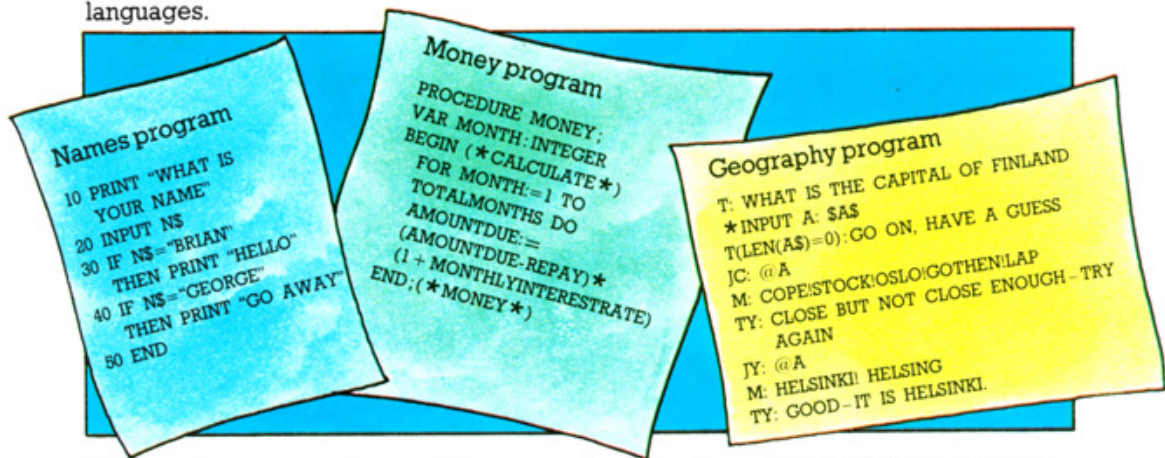 languages.
Names program
10 PRINT "WHAT IS
YOUR NAME"
20 INPUT N$
30 IF N$="BRIAN"
THEN PRINT "HELLO"
40 IF N$="GEORGE"
THEN PRINT "GO AWAY"
50 END
Money program
PROCEDURE MONEY;
VAR MONTH:INTEGER
BEGIN (*CALCULATE*)
FOR MONTH:=1 TO
TOTALMONTHS DO
AMOUNTDUE:=
(AMOUNTDUE-REPAY)*
(1+MONTHLYINTERESTRATE)
END;(*MONEY*)
Geography program
T: WHAT IS THE CAPITAL OF FINLAND
*INPUT A: $A$
T(LEN(A$)=0):GO ON, HAVE A GUESS
JC: @A
M: COPE!STOCK!OSLO!GOTHEN!LAP
TY: CLOSE BUT NOT CLOSE ENOUGH–TRY
AGAIN
JY: @A
M: HELSINKI! HELSING
TY: GOOD–IT IS HELSINKI.